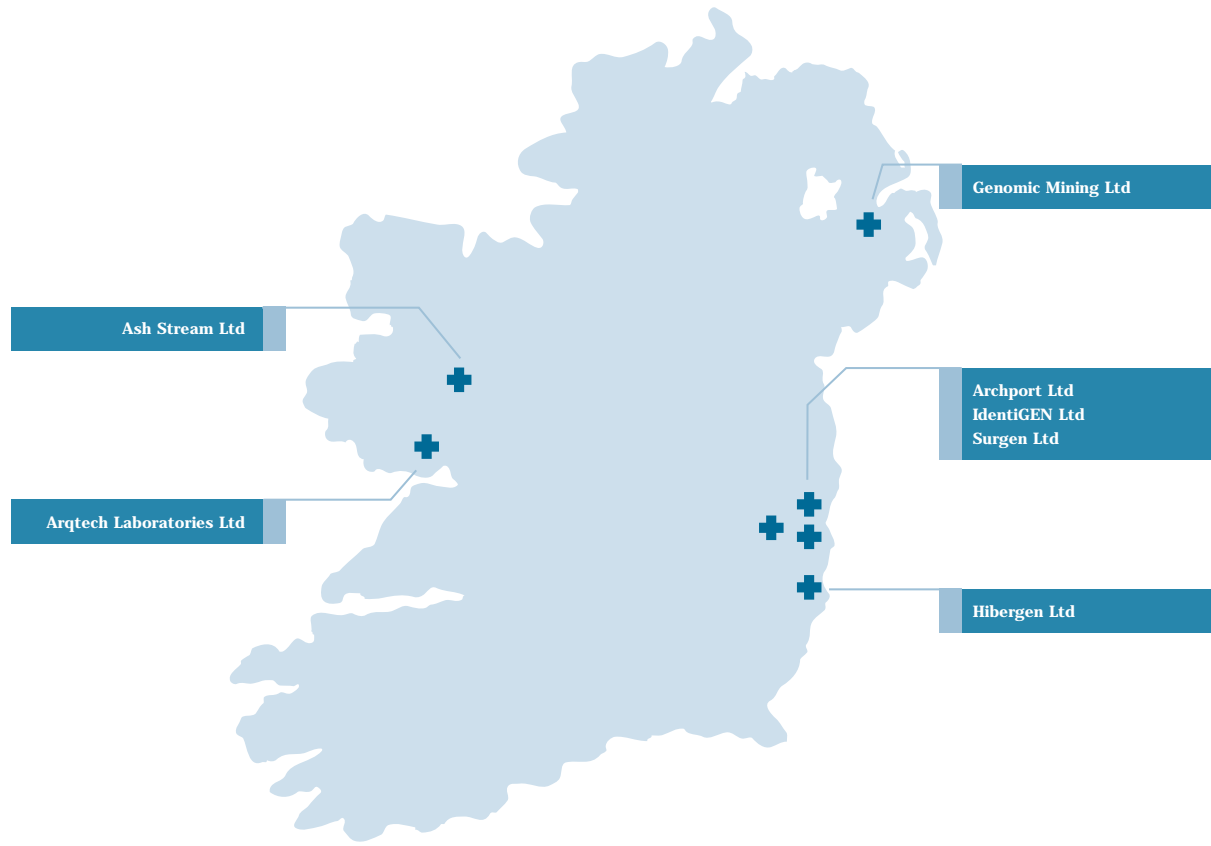 Genomic Mining Ltd
Ash Stream Ltd
Archport Ltd
IdentiGEN Ltd
Surgen Ltd
Arqtech Laboratories Ltd
Hibergen Ltd